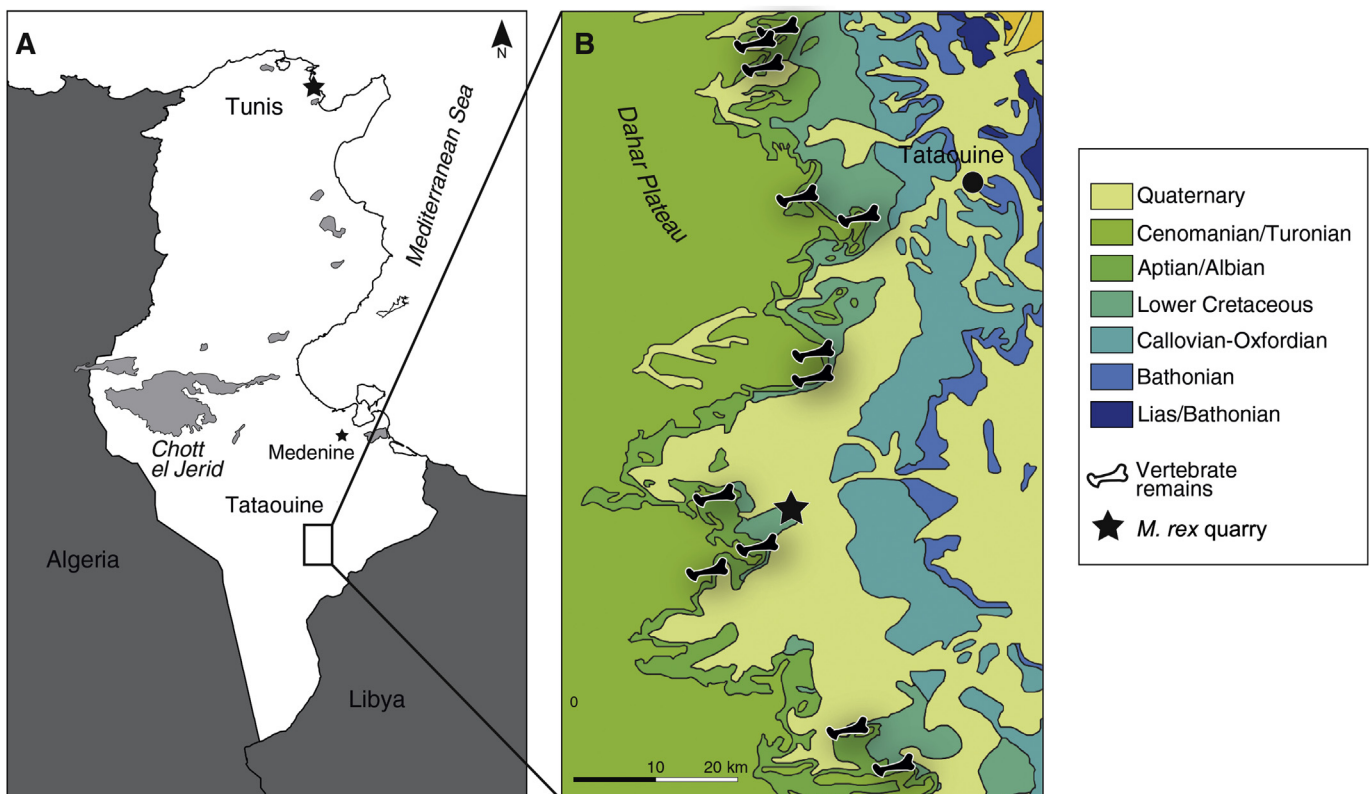 A
N
Tunis
Mediterranean Sea
Chott
el Jerid
Medenine
Tataouine
Algeria
Libya
B
Dahar Plateau
Tataouine
0
10
20 km
Quaternary
Cenomanian/Turonian
Aptian/Albian
Lower Cretaceous
Callovian-Oxfordian
Bathonian
Lias/Bathonian
Vertebrate
remains
M. rex quarry